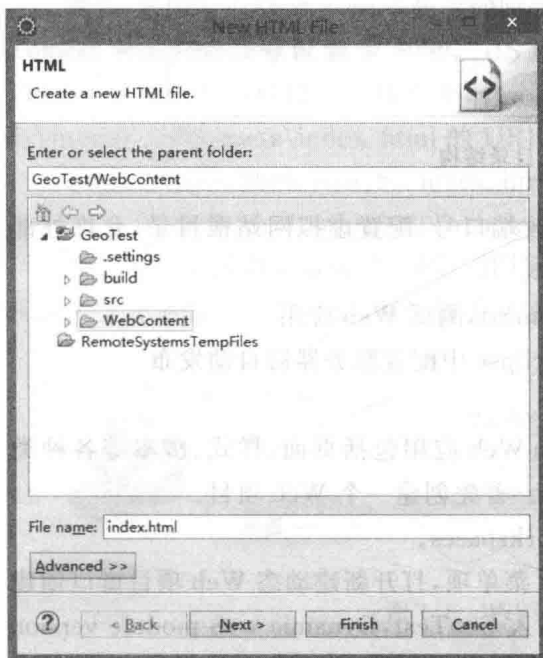 New HTML File
HTML
Create a new HTML file.
Enter or select the parent folder:
GeoTest/WebContent
GeoTest
.settings
build
src
WebContent
RemoteSystemsTempFiles
File name: index.html
Advanced >>
< Back Next > Finish Cancel